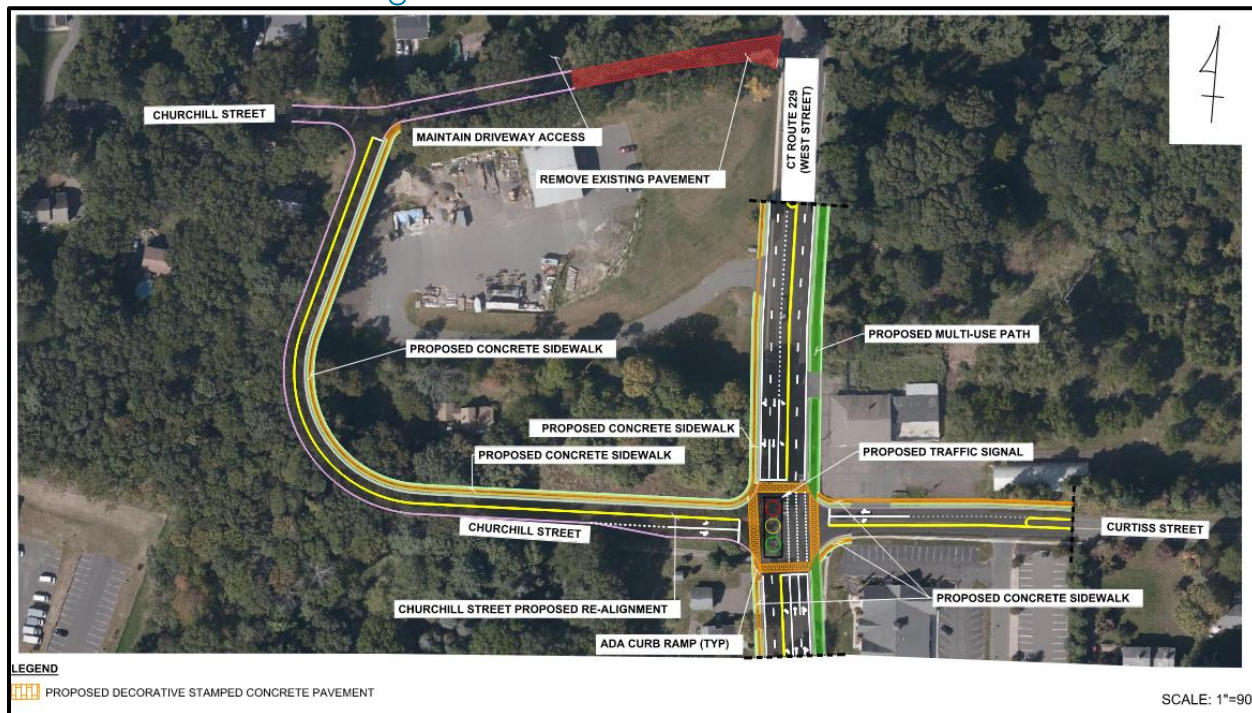 CHURCHILL STREET
MAINTAIN DRIVEWAY ACCESS
REMOVE EXISTING PAVEMENT
CT ROUTE 229
(WEST STREET)
PROPOSED MULTI-USE PATH
PROPOSED CONCRETE SIDEWALK
PROPOSED CONCRETE SIDEWALK
PROPOSED CONCRETE SIDEWALK
PROPOSED TRAFFIC SIGNAL
CHURCHILL STREET
CURTISS STREET
CHURCHILL STREET PROPOSED RE-ALIGNMENT
PROPOSED CONCRETE SIDEWALK
ADA CURB RAMP (TYP)
LEGEND
PROPOSED DECORATIVE STAMPED CONCRETE PAVEMENT
SCALE: 1"=90